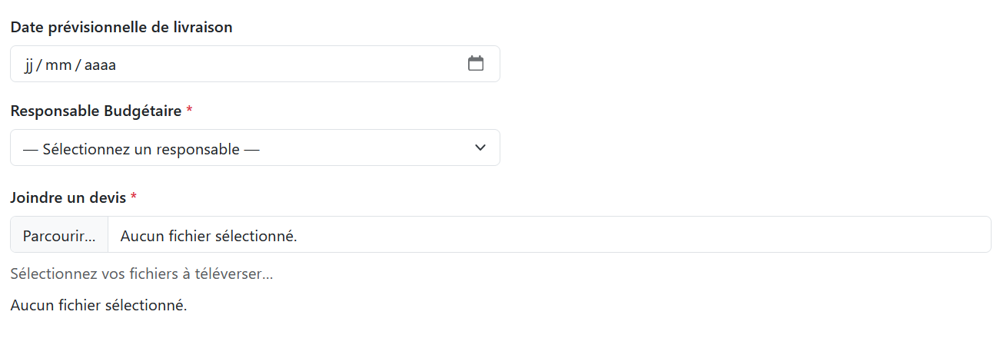 Date prévisionnelle de livraison
jj / mm / aaaa
Responsable Budgétaire *
— Sélectionnez un responsable —
Joindre un devis *
Parcourir... Aucun fichier sélectionné.
Sélectionnez vos fichiers à téléverser...
Aucun fichier sélectionné.